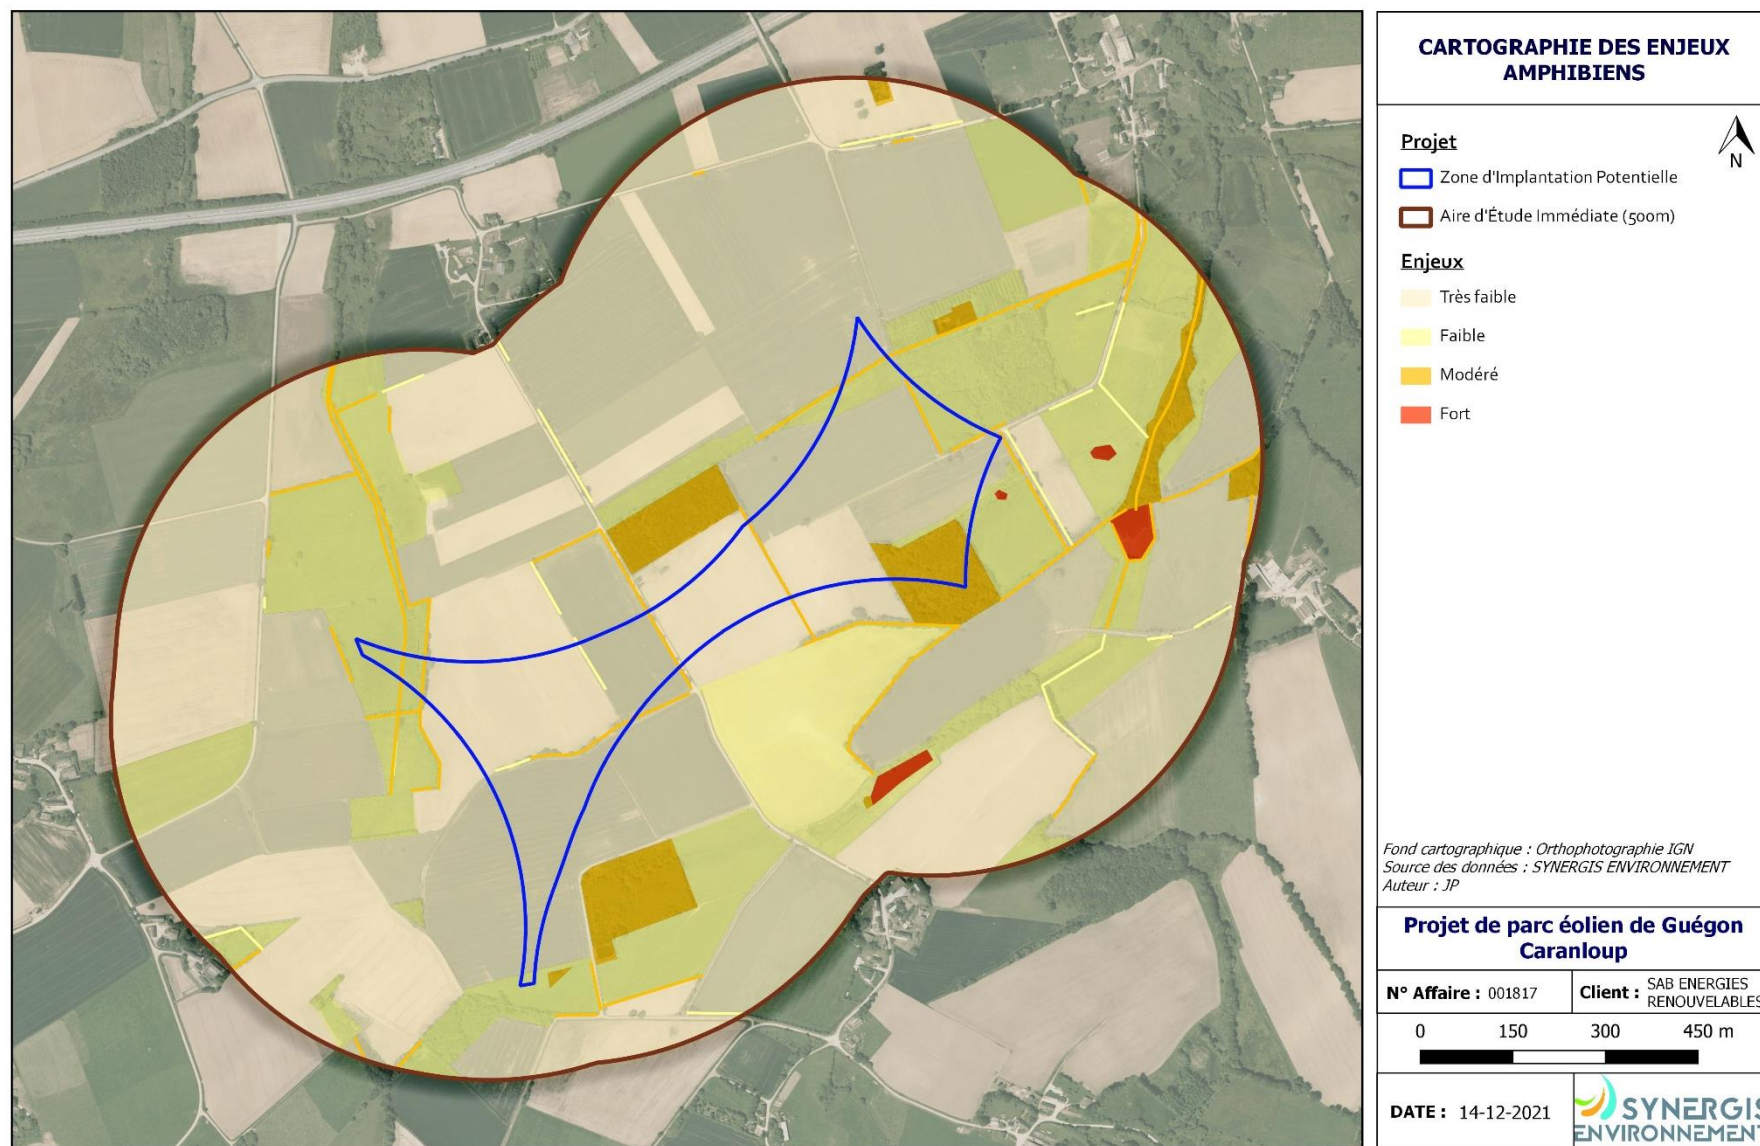 CARTOGRAPHIE DES ENJEUX
AMPHIBIENS
N
Projet
Zone d'Implantation Potentielle
Aire d'Étude Immédiate (500m)
Enjeux
Très faible
Faible
Modéré
Fort
Fond cartographique : Orthophotographie IGN
Source des données : SYNERGIS ENVIRONNEMENT
Auteur : JP
Projet de parc éolien de Guégon
Caranloup
N° Affaire : 001817
Client : SAB ENERGIES
RENOUVELABLES
0 150 300 450 m
DATE : 14-12-2021
SYNERGIS
ENVIRONNEMENT